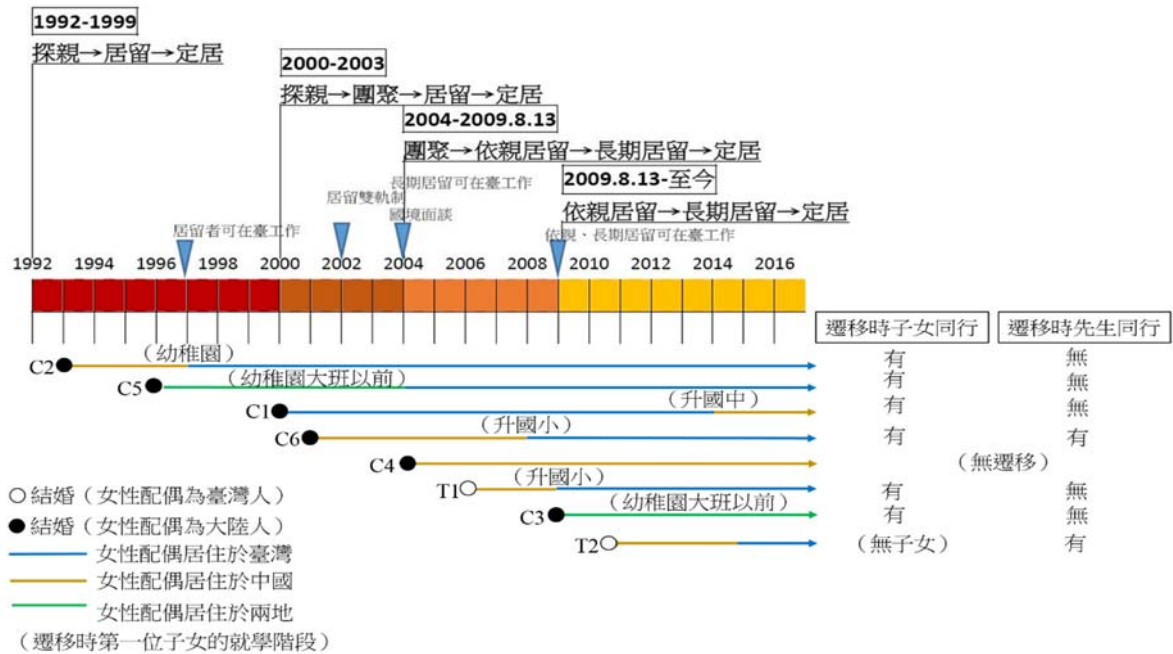 1992-1999
探親→居留→定居
2000-2003
探親→團聚→居留→定居
2004-2009.8.13
團聚→依親居留→長期居留→定居
2009.8.13-至今
依親居留→長期居留→定居
居留者可在臺工作
居留雙軌制
長期居留可在臺工作
國境面談
依親、長期居留可在臺工作
1992 1994 1996 1998 2000 2002 2004 2006 2008 2010 2012 2014 2016
遷移時子女同行 遷移時先生同行
C2 （幼稚園） 有 無
C5 （幼稚園大班以前） 有 無
C1 （升國中） 有 無
C6 （升國小） 有 有
C4 （無遷移）
T1 （升國小） 有 無
C3 （幼稚園大班以前） 有 無
T2 （無子女） 有
結婚（女性配偶為臺灣人）
結婚（女性配偶為大陸人）
女性配偶居住於臺灣
女性配偶居住於中國
女性配偶居住於兩地
（遷移時第一位子女的就學階段）